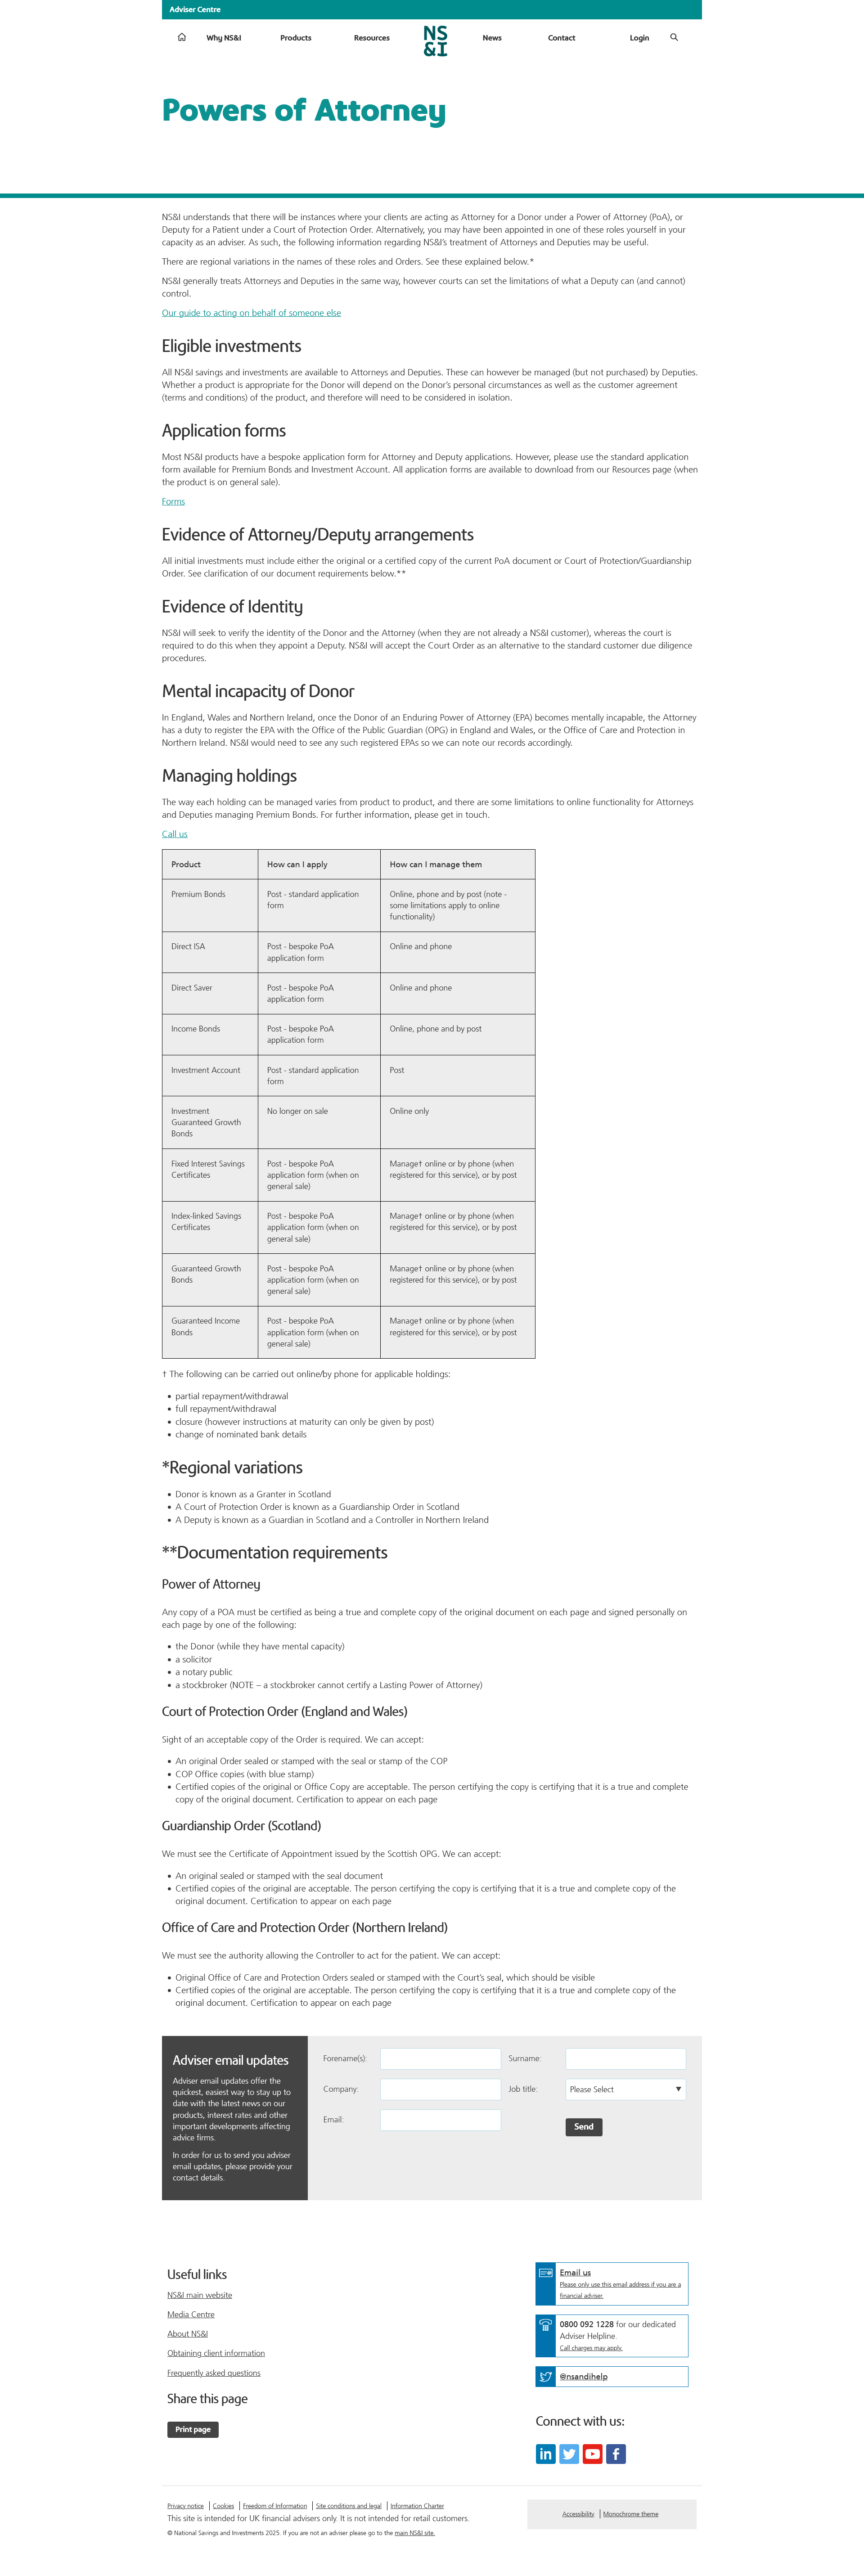 Adviser Centre
Why NS&I
Products
Resources
NS
&I
News
Contact
Login
Powers of Attorney
NS&I understands that there will be instances where your clients are acting as Attorney for a Donor under a Power of Attorney (PoA), or
Deputy for a Patient under a Court of Protection Order. Alternatively, you may have been appointed in one of these roles yourself in your
capacity as an adviser. As such, the following information regarding NS&I's treatment of Attorneys and Deputies may be useful.
There are regional variations in the names of these roles and Orders. See these explained below.*
NS&I generally treats Attorneys and Deputies in the same way, however courts can set the limitations of what a Deputy can (and cannot)
control.
Our guide to acting on behalf of someone else
Eligible investments
All NS&I savings and investments are available to Attorneys and Deputies. These can however be managed (but not purchased) by Deputies.
Whether a product is appropriate for the Donor will depend on the Donor's personal circumstances as well as the customer agreement
(terms and conditions) of the product, and therefore will need to be considered in isolation.
Application forms
Most NS&I products have a bespoke application form for Attorney and Deputy applications. However, please use the standard application
form available for Premium Bonds and Investment Account. All application forms are available to download from our Resources page (when
the product is on general sale).
Forms
Evidence of Attorney/Deputy arrangements
All initial investments must include either the original or a certified copy of the current PoA document or Court of Protection/Guardianship
Order. See clarification of our document requirements below.**
Evidence of Identity
NS&I will seek to verify the identity of the Donor and the Attorney (when they are not already a NS&I customer), whereas the court is
required to do this when they appoint a Deputy. NS&I will accept the Court Order as an alternative to the standard customer due diligence
procedures.
Mental incapacity of Donor
In England, Wales and Northern Ireland, once the Donor of an Enduring Power of Attorney (EPA) becomes mentally incapable, the Attorney
has a duty to register the EPA with the Office of the Public Guardian (OPG) in England and Wales, or the Office of Care and Protection in
Northern Ireland. NS&I would need to see any such registered EPAs so we can note our records accordingly.
Managing holdings
The way each holding can be managed varies from product to product, and there are some limitations to online functionality for Attorneys
and Deputies managing Premium Bonds. For further information, please get in touch.
Call us
Product
How can I apply
How can I manage them
Premium Bonds
Post - standard application
form
Online, phone and by post (note -
some limitations apply to online
functionality)
Direct ISA
Post - bespoke PoA
application form
Online and phone
Direct Saver
Post - bespoke PoA
application form
Online and phone
Income Bonds
Post - bespoke PoA
application form
Online, phone and by post
Investment Account
Post - standard application
form
Post
Investment
Guaranteed Growth
Bonds
No longer on sale
Online only
Fixed Interest Savings
Certificates
Post - bespoke PoA
application form (when on
general sale)
Manage† online or by phone (when
registered for this service), or by post
Index-linked Savings
Certificates
Post - bespoke PoA
application form (when on
general sale)
Manage† online or by phone (when
registered for this service), or by post
Guaranteed Growth
Bonds
Post - bespoke PoA
application form (when on
general sale)
Manage† online or by phone (when
registered for this service), or by post
Guaranteed Income
Bonds
Post - bespoke PoA
application form (when on
general sale)
Manage† online or by phone (when
registered for this service), or by post
† The following can be carried out online/by phone for applicable holdings:
• partial repayment/withdrawal
• full repayment/withdrawal
• closure (however instructions at maturity can only be given by post)
• change of nominated bank details
*Regional variations
• Donor is known as a Granter in Scotland
• A Court of Protection Order is known as a Guardianship Order in Scotland
• A Deputy is known as a Guardian in Scotland and a Controller in Northern Ireland
**Documentation requirements
Power of Attorney
Any copy of a POA must be certified as being a true and complete copy of the original document on each page and signed personally on
each page by one of the following:
• the Donor (while they have mental capacity)
• a solicitor
• a notary public
• a stockbroker (NOTE – a stockbroker cannot certify a Lasting Power of Attorney)
Court of Protection Order (England and Wales)
Sight of an acceptable copy of the Order is required. We can accept:
• An original Order sealed or stamped with the seal or stamp of the COP
• COP Office copies (with blue stamp)
• Certified copies of the original or Office Copy are acceptable. The person certifying the copy is certifying that it is a true and complete
copy of the original document. Certification to appear on each page
Guardianship Order (Scotland)
We must see the Certificate of Appointment issued by the Scottish OPG. We can accept:
• An original sealed or stamped with the seal document
• Certified copies of the original are acceptable. The person certifying the copy is certifying that it is a true and complete copy of the
original document. Certification to appear on each page
Office of Care and Protection Order (Northern Ireland)
We must see the authority allowing the Controller to act for the patient. We can accept:
• Original Office of Care and Protection Orders sealed or stamped with the Court's seal, which should be visible
• Certified copies of the original are acceptable. The person certifying the copy is certifying that it is a true and complete copy of the
original document. Certification to appear on each page
Adviser email updates
Adviser email updates offer the
quickest, easiest way to stay up to
date with the latest news on our
products, interest rates and other
important developments affecting
advice firms.
In order for us to send you adviser
email updates, please provide your
contact details.
Forename(s):
Surname:
Company:
Job title:
Please Select
Email:
Send
Useful links
NS&I main website
Media Centre
About NS&I
Obtaining client information
Frequently asked questions
Share this page
Print page
Email us
Please only use this email address if you are a
financial adviser.
0800 092 1228 for our dedicated
Adviser Helpline.
Call charges may apply.
@nsandihelp
Connect with us:
Privacy notice
Cookies
Freedom of Information
Site conditions and legal
Information Charter
This site is intended for UK financial advisers only. It is not intended for retail customers.
© National Savings and Investments 2025. If you are not an adviser please go to the main NS&I site.
Accessibility
Monochrome theme